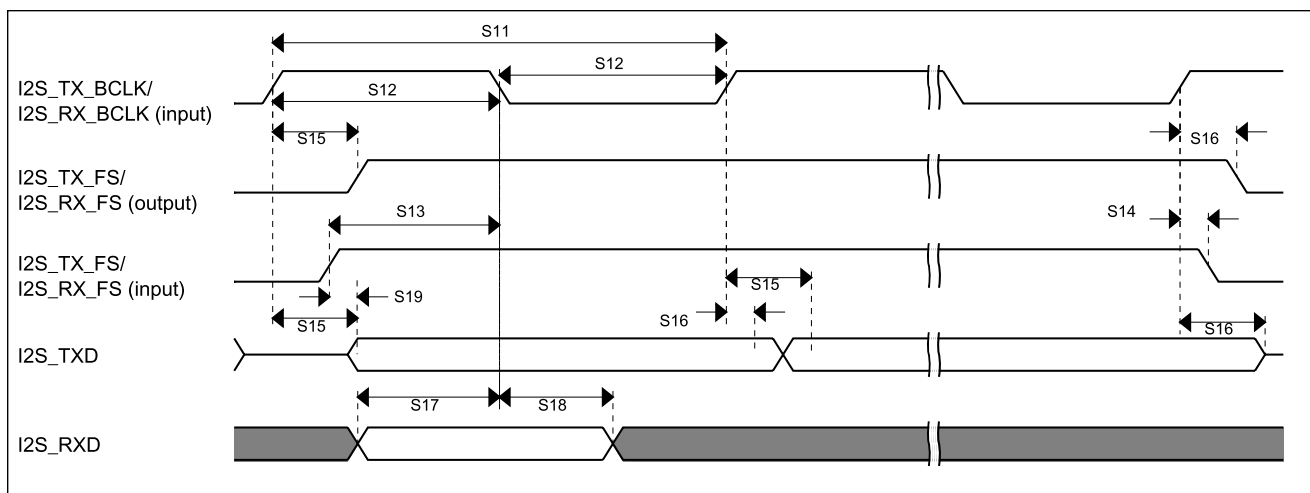 S11
S12
I2S_TX_BCLK/
I2S_RX_BCLK (input)
S12
S15
S16
I2S_TX_FS/
I2S_RX_FS (output)
S13
S14
I2S_TX_FS/
I2S_RX_FS (input)
S15
S19
S15
S16
S16
I2S_TXD
S17
S18
I2S_RXD